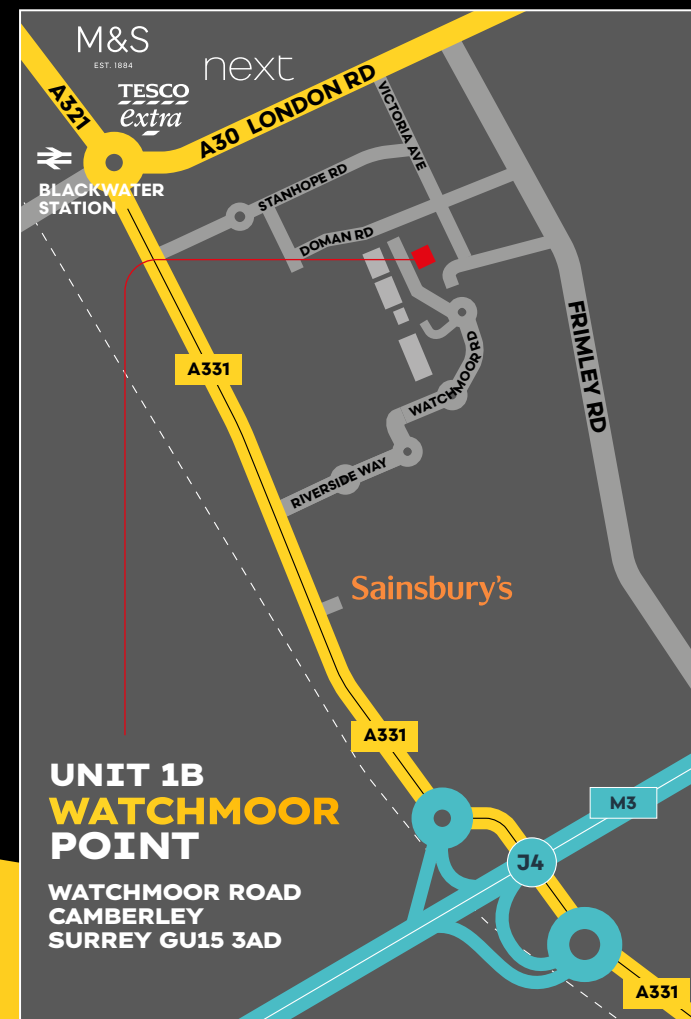 M&S
EST. 1884
next
TESCO
extra
A321
A30 LONDON RD
VICTORIA AVE
BLACKWATER
STATION
STANHOPE RD
DOMAN RD
A331
FRIMLEY RD
WATCHMOOR RD
RIVERSIDE WAY
Sainsbury's
A331
UNIT 1B
WATCHMOOR
POINT
M3
J4
WATCHMOOR ROAD
CAMBERLEY
SURREY GU15 3AD
A331